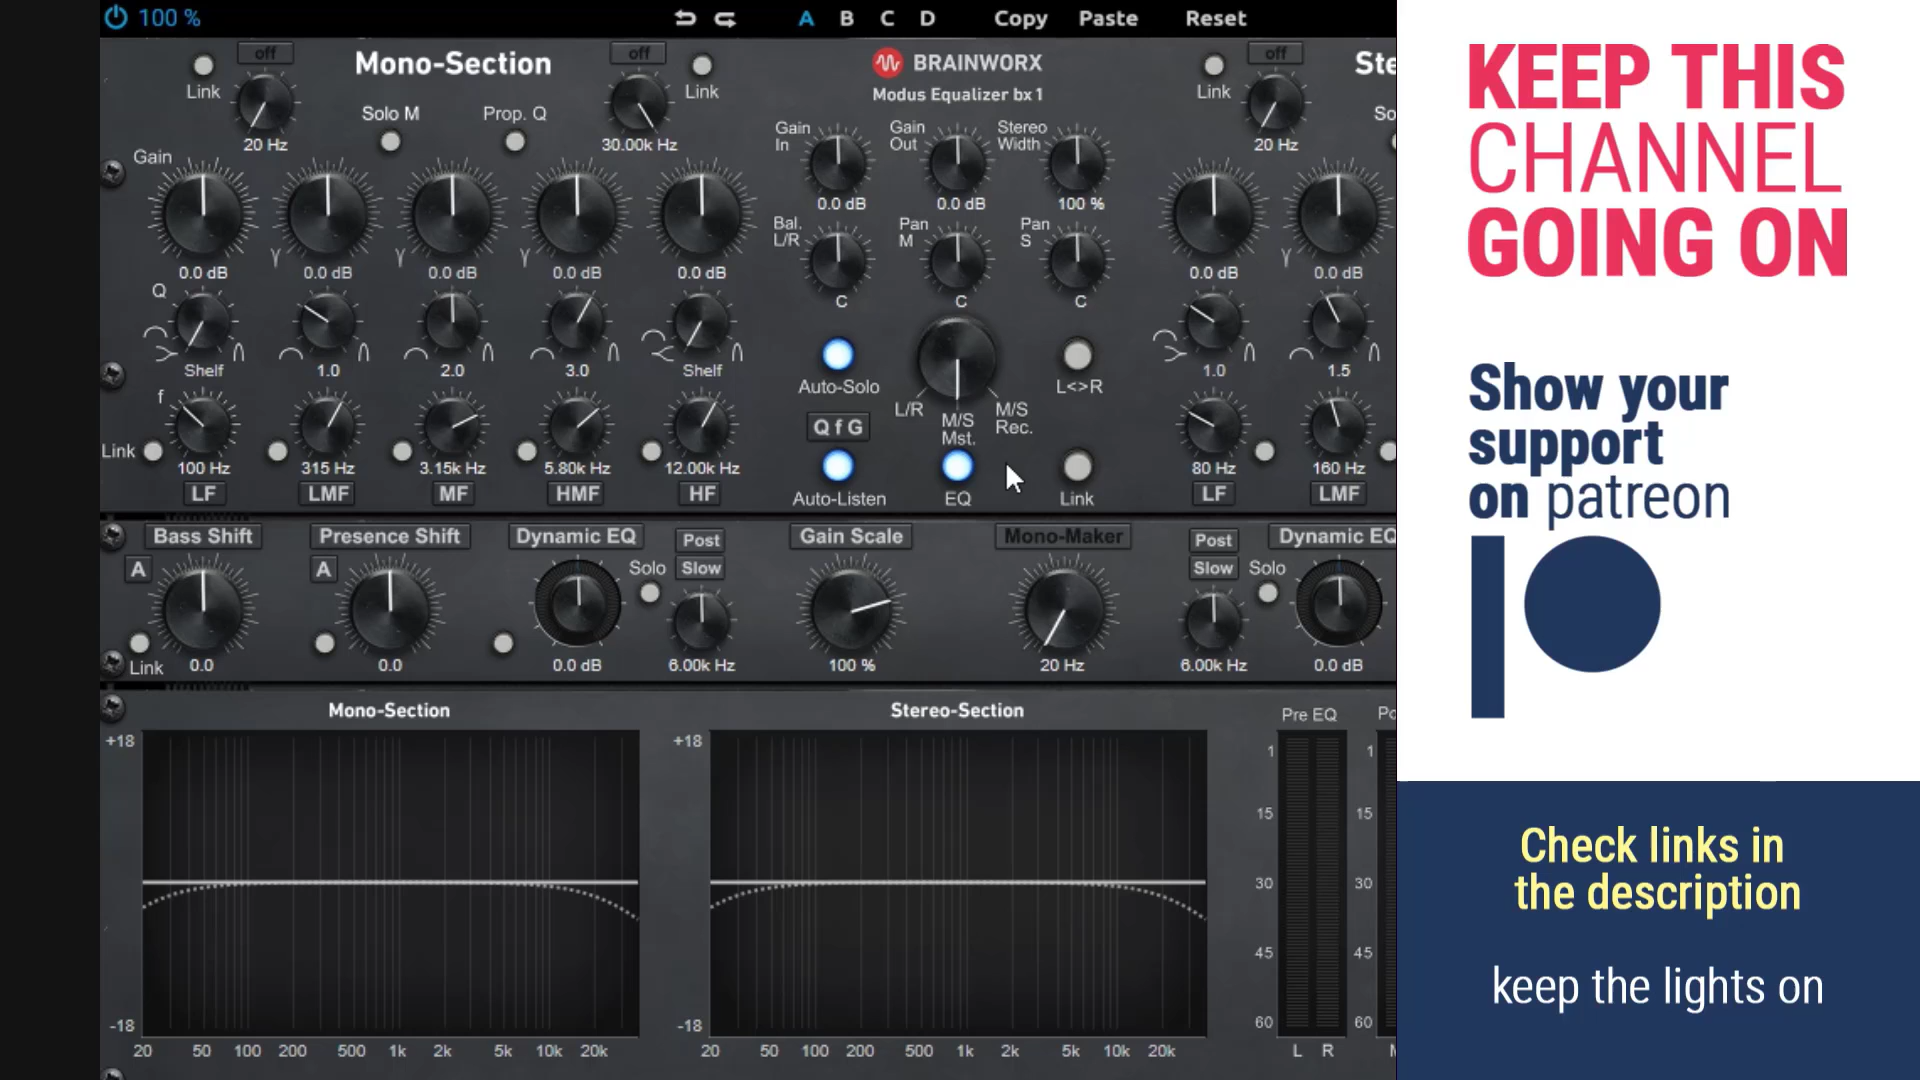 100 %
A B C D Copy Paste Reset
off off off
Mono-Section BRAINWORX Ste
Link Link Link
Modus Equalizer bx 1
Solo M Prop. Q So
20 Hz 30.00k Hz 20 Hz
Gain In Gain Out Stereo Width
Gain
0.0 dB 0.0 dB 100 %
Bal. L/R Pan M Pan S
0.0 dB 0.0 dB 0.0 dB 0.0 dB 0.0 dB 0.0 dB 0.0 dB
Q
C C C
Shelf 1.0 2.0 3.0 Shelf 1.0 1.5
Auto-Solo L<>R
f
L/R M/S Mst. M/S Rec.
Q f G
Link
100 Hz 315 Hz 3.15k Hz 5.80k Hz 12.00k Hz 80 Hz 160 Hz
LF LMF MF HMF HF LF LMF
Auto-Listen EQ Link
Bass Shift Presence Shift Dynamic EQ Post Gain Scale Mono-Maker Post Dynamic EQ
A A Solo Slow Slow Solo
Link 0.0 0.0 0.0 dB 6.00k Hz 100 % 20 Hz 6.00k Hz 0.0 dB
Mono-Section Stereo-Section Pre EQ Po
+18 +18
1 1
15 15
30 30
45 45
60 60
-18 -18
20 50 100 200 500 1k 2k 5k 10k 20k 20 50 100 200 500 1k 2k 5k 10k 20k L R
KEEP THIS
CHANNEL
GOING ON
Show your
support
on patreon
Check links in
the description
keep the lights on